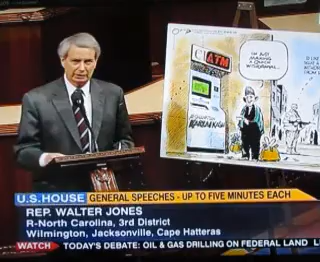 ATM
I'M JUST
MAKING
A QUICK
WITHDRAWAL...
U.S. HOUSE GENERAL SPEECHES - UP TO FIVE MINUTES EACH
REP. WALTER JONES
R-North Carolina, 3rd District
Wilmington, Jacksonville, Cape Hatteras
WATCH TODAY'S DEBATE: OIL & GAS DRILLING ON FEDERAL LAND